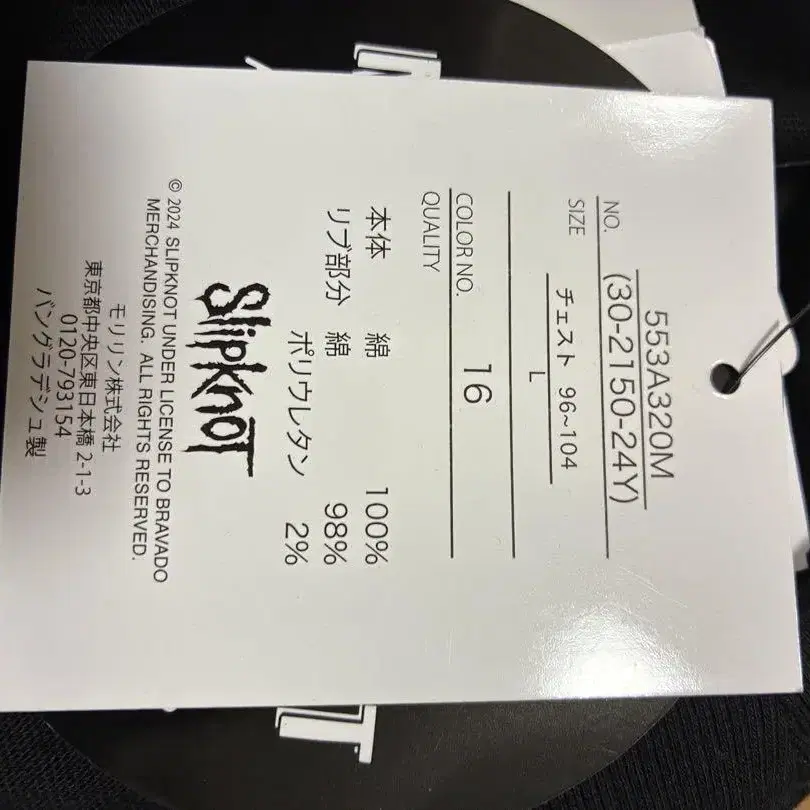 NO. 553A320M
(30-2150-24Y)
SIZE チェスト 96~104
L
COLOR NO. 16
QUALITY
本体 綿 100%
リブ部分 綿 98%
ポリウレタン 2%
SlipKnoT
© 2024 SLIPKNOT UNDER LICENSE TO BRAVADO
MERCHANDISING. ALL RIGHTS RESERVED.
モリリン株式会社
東京都中央区東日本橋 2-1-3
0120-793154
バングラデシュ製